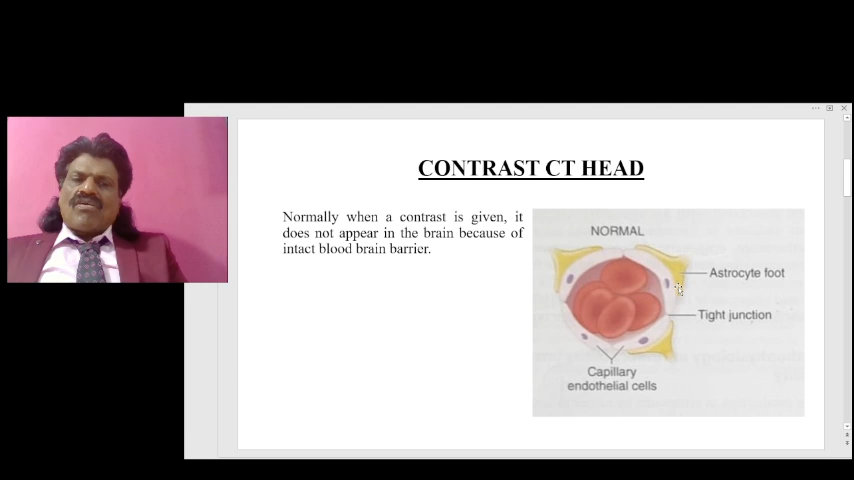 CONTRAST CT HEAD
Normally when a contrast is given, it
does not appear in the brain because of
intact blood brain barrier.
NORMAL
Astrocyte foot
Tight junction
Capillary
endothelial cells